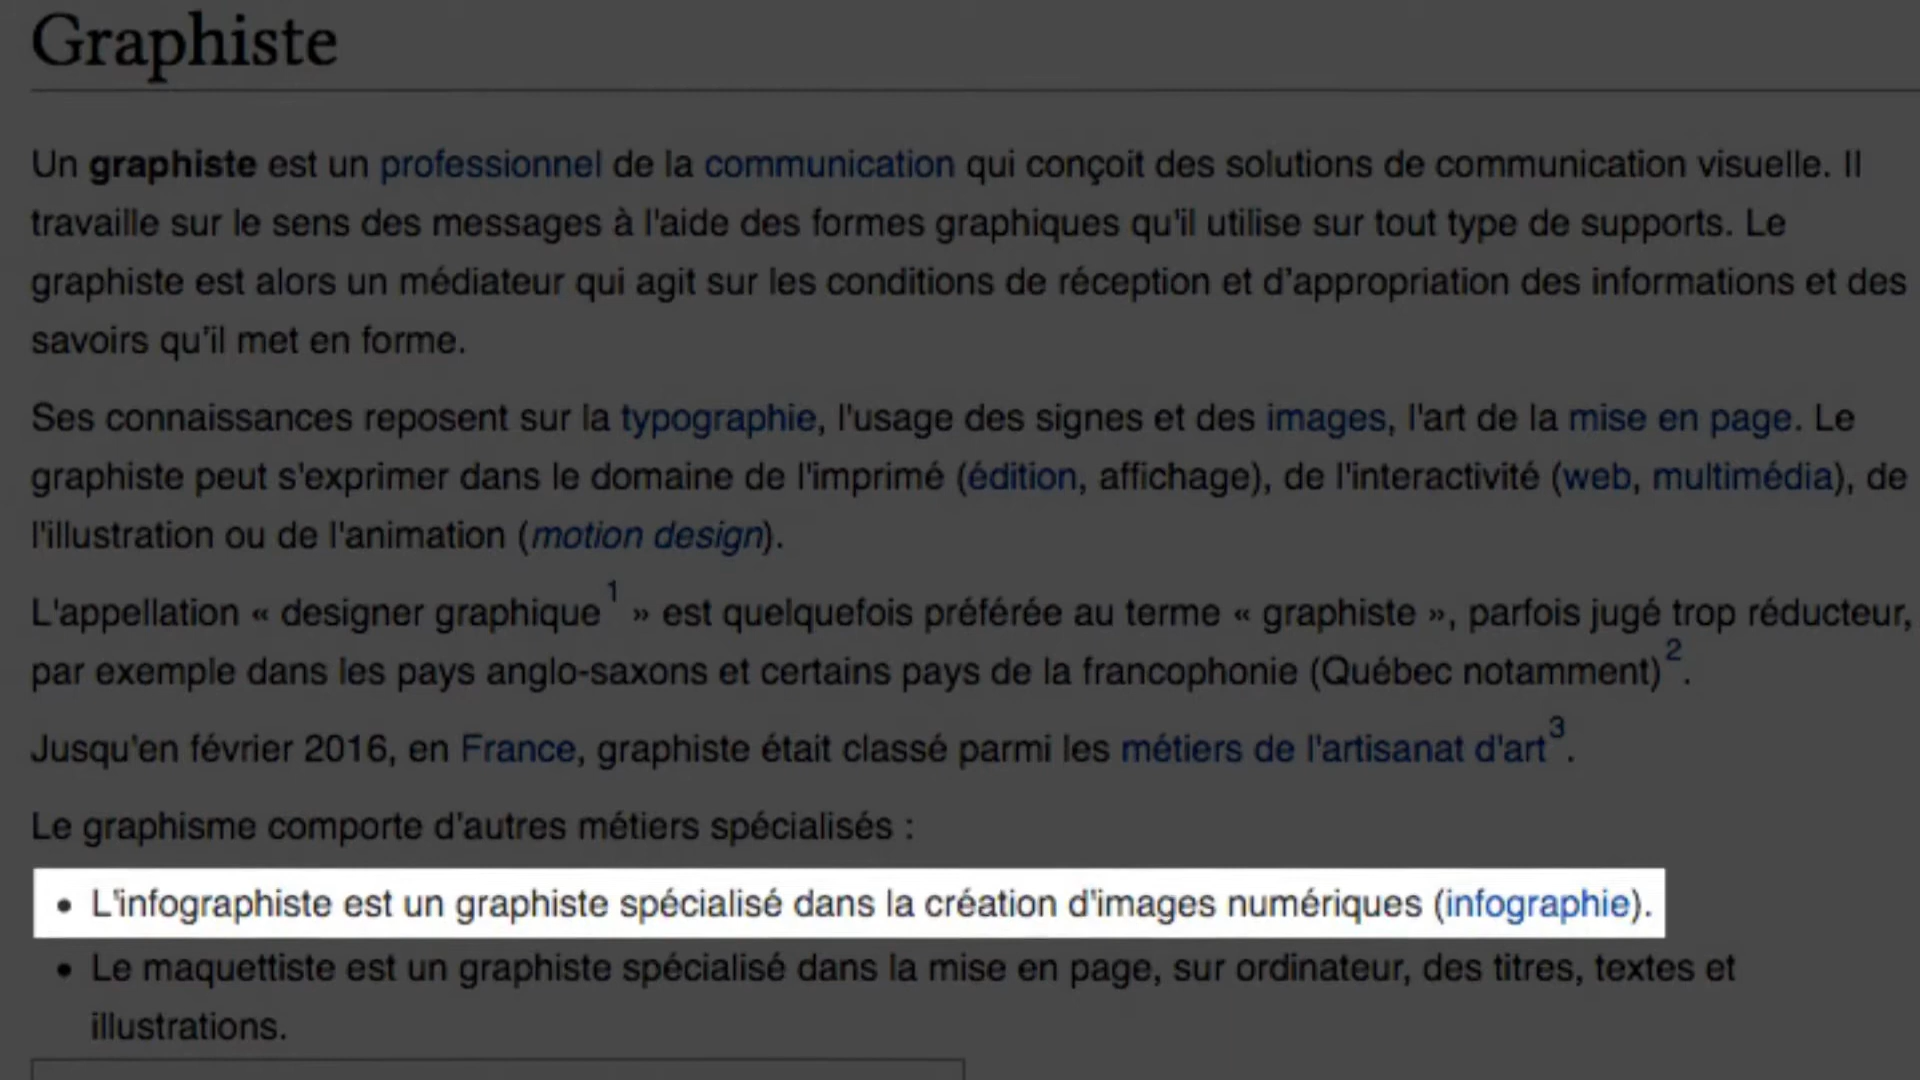 Graphiste
Un graphiste est un professionnel de la communication qui conçoit des solutions de communication visuelle. Il
travaille sur le sens des messages à l'aide des formes graphiques qu'il utilise sur tout type de supports. Le
graphiste est alors un médiateur qui agit sur les conditions de réception et d’appropriation des informations et des
savoirs qu’il met en forme.
Ses connaissances reposent sur la typographie, l'usage des signes et des images, l'art de la mise en page. Le
graphiste peut s'exprimer dans le domaine de l'imprimé (édition, affichage), de l'interactivité (web, multimédia), de
l'illustration ou de l'animation (motion design).
L'appellation « designer graphique 1 » est quelquefois préférée au terme « graphiste », parfois jugé trop réducteur,
par exemple dans les pays anglo-saxons et certains pays de la francophonie (Québec notamment) 2.
Jusqu'en février 2016, en France, graphiste était classé parmi les métiers de l'artisanat d'art 3.
Le graphisme comporte d'autres métiers spécialisés :
• L'infographiste est un graphiste spécialisé dans la création d'images numériques (infographie).
• Le maquettiste est un graphiste spécialisé dans la mise en page, sur ordinateur, des titres, textes et
illustrations.